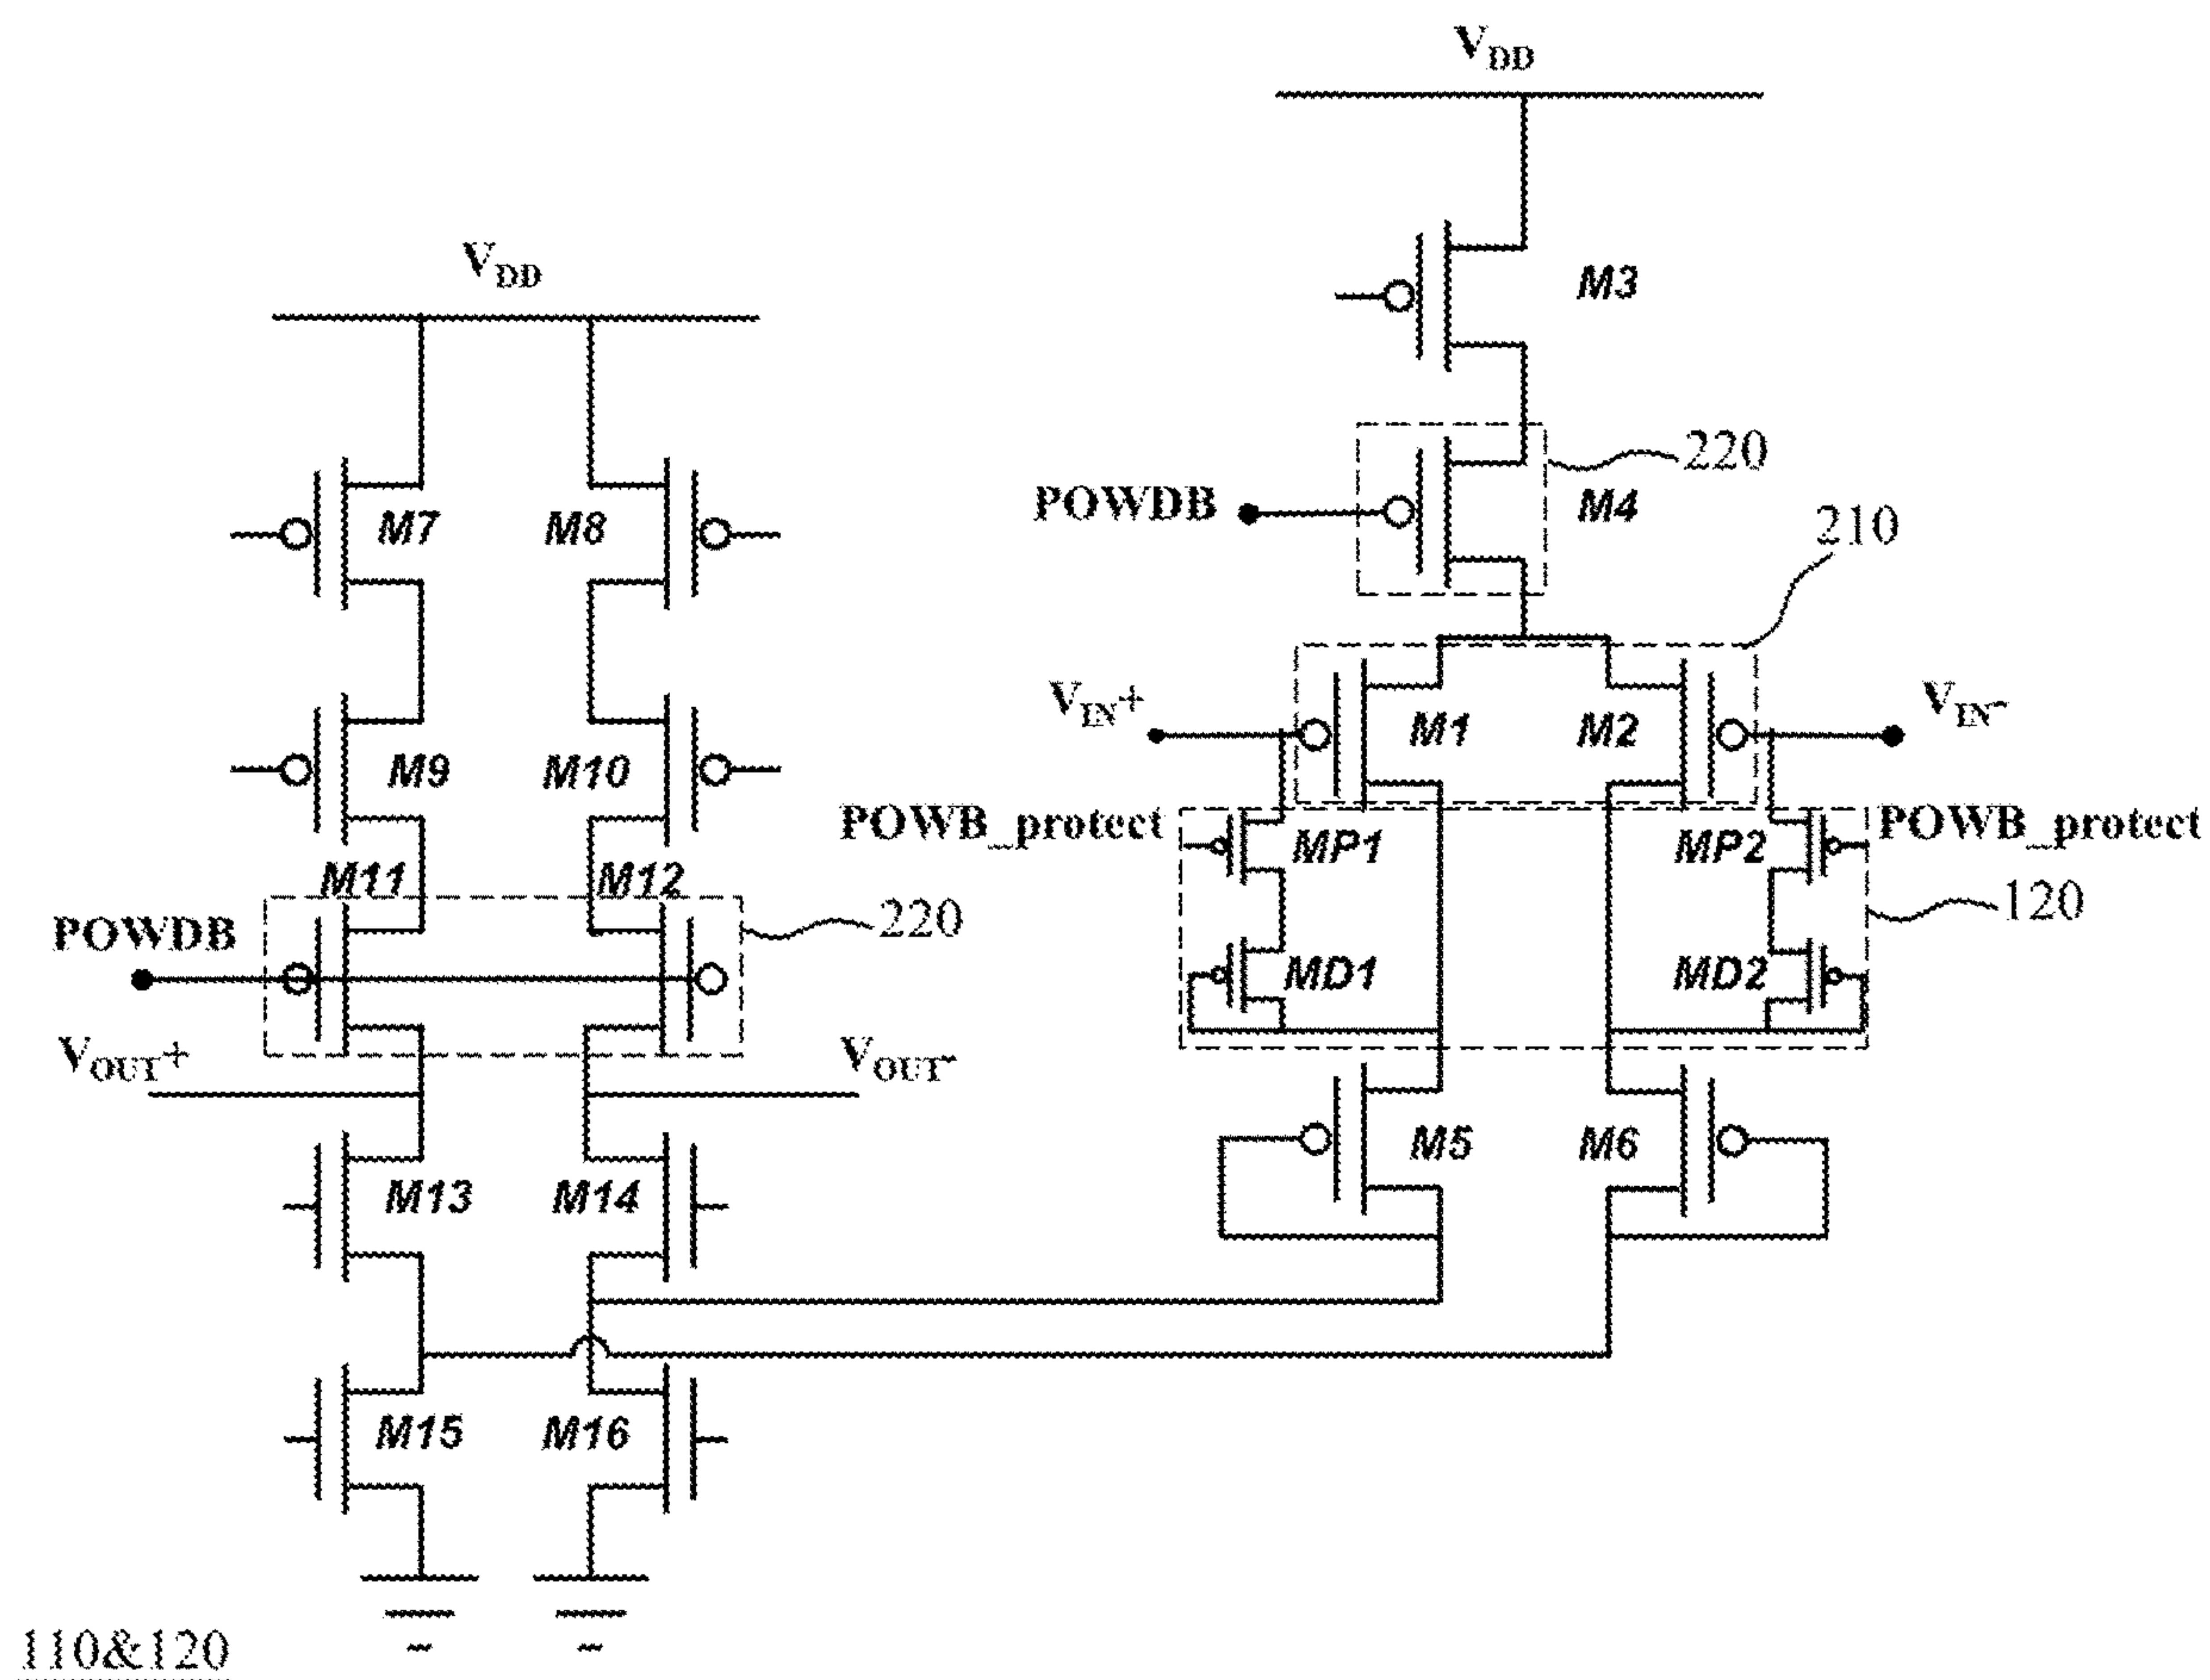 VDD
VDD
M3
220
POWDB
M4
210
M7
M8
VIN+
M1
M2
VIN-
M9
M10
POWB_protect
MP1
MP2
POWB_protect
M11
M12
120
POWDB
220
MD1
MD2
VOUT+
VOUT-
M5
M6
M13
M14
M15
M16
110&120